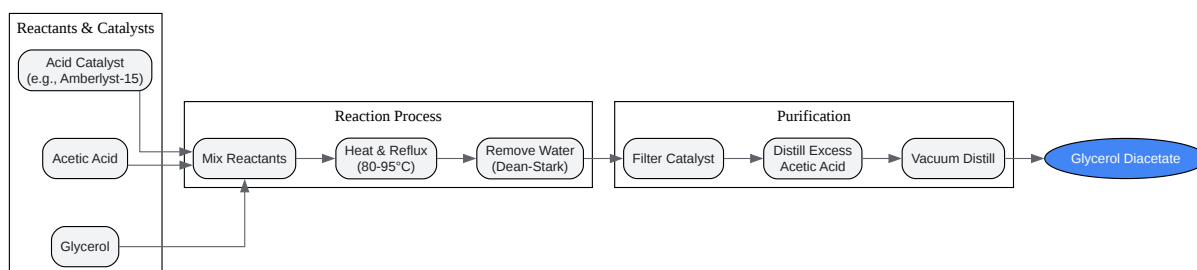 Reactants & Catalysts
Acid Catalyst
(e.g., Amberlyst-15)
Acetic Acid
Glycerol
Reaction Process
Mix Reactants
Heat & Reflux
(80-95°C)
Remove Water
(Dean-Stark)
Purification
Filter Catalyst
Distill Excess
Acetic Acid
Vacuum Distill
Glycerol Diacetate